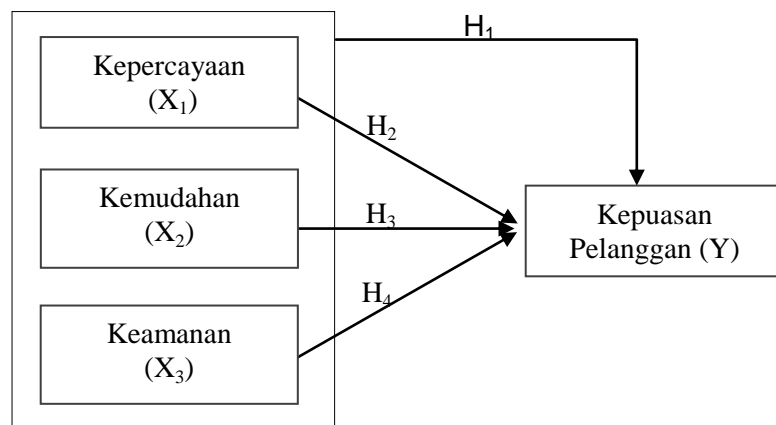 H₁
Kepercayaan
(X₁)
H₂
Kemudahan
(X₂)
H₃
Kepuasan
Pelanggan (Y)
H₄
Keamanan
(X₃)